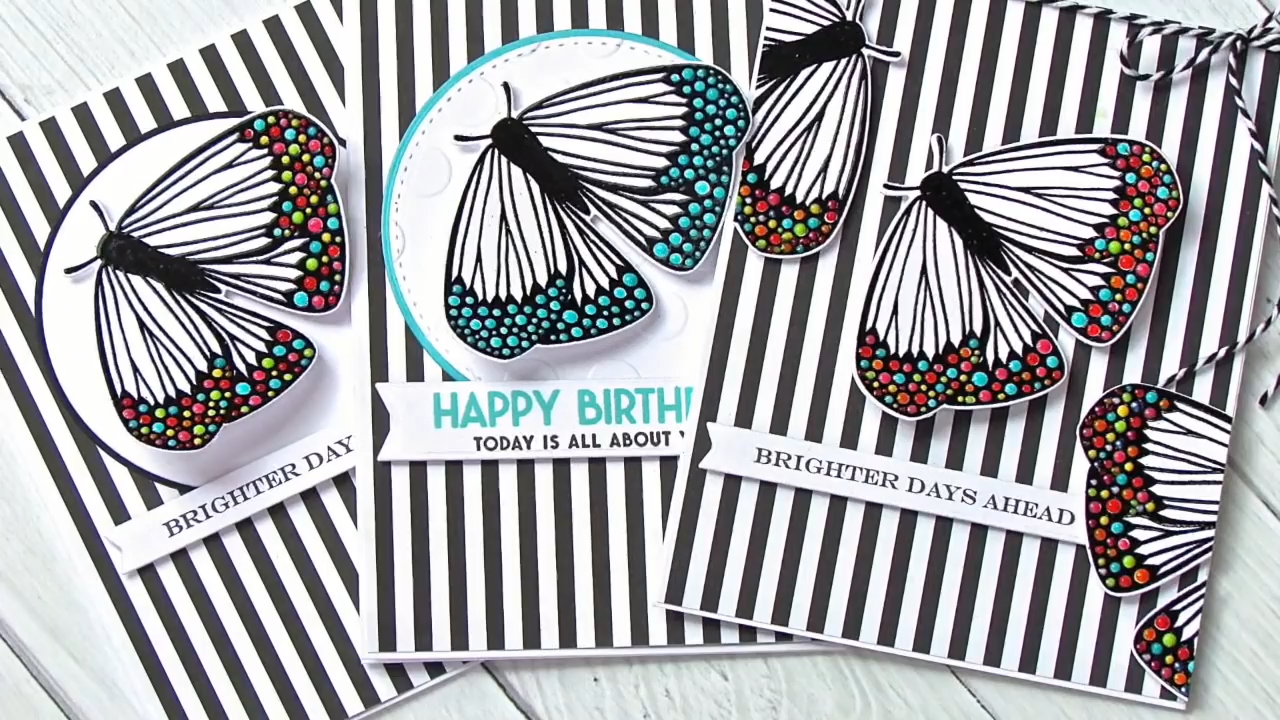 BRIGHTER DAY
HAPPY BIRTH
TODAY IS ALL ABOUT
BRIGHTER DAYS AHEAD